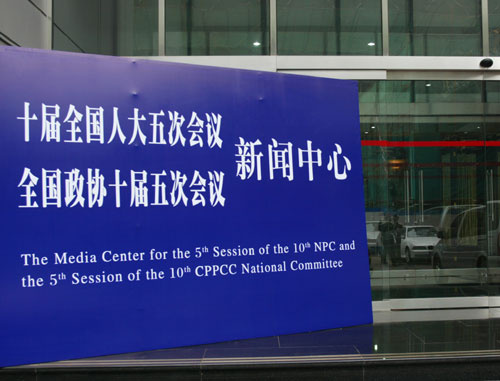 十届全国人大五次会议
全国政协十届五次会议
新闻中心
The Media Center for the 5th Session of the 10th NPC and
the 5th Session of the 10th CPPCC National Committee